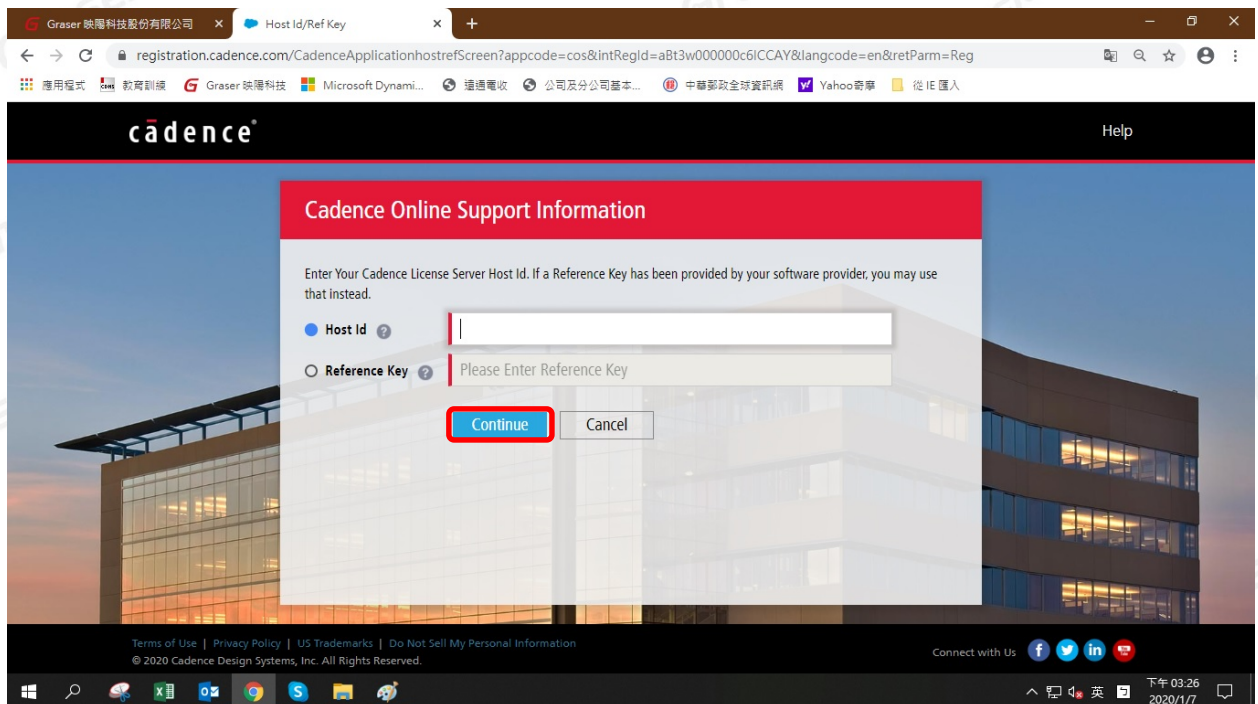 Graser 映陽科技股份有限公司
Host Id/Ref Key
registration.cadence.com/CadenceApplicationhostrefScreen?appcode=cos&intRegId=aBt3w000000c6ICCAY&langcode=en&retParm=Reg
應用程式 教育訓練 Graser 映陽科技 Microsoft Dynami... 遠通電收 公司及分公司基本... 中華郵政全球資訊網 Yahoo奇摩 從 IE 匯入
cādence®
Help
Cadence Online Support Information
Enter Your Cadence License Server Host Id. If a Reference Key has been provided by your software provider, you may use
that instead.
Host Id ?
Reference Key ? Please Enter Reference Key
Continue Cancel
Terms of Use | Privacy Policy | US Trademarks | Do Not Sell My Personal Information
© 2020 Cadence Design Systems, Inc. All Rights Reserved.
Connect with Us
英
下午 03:26
2020/1/7